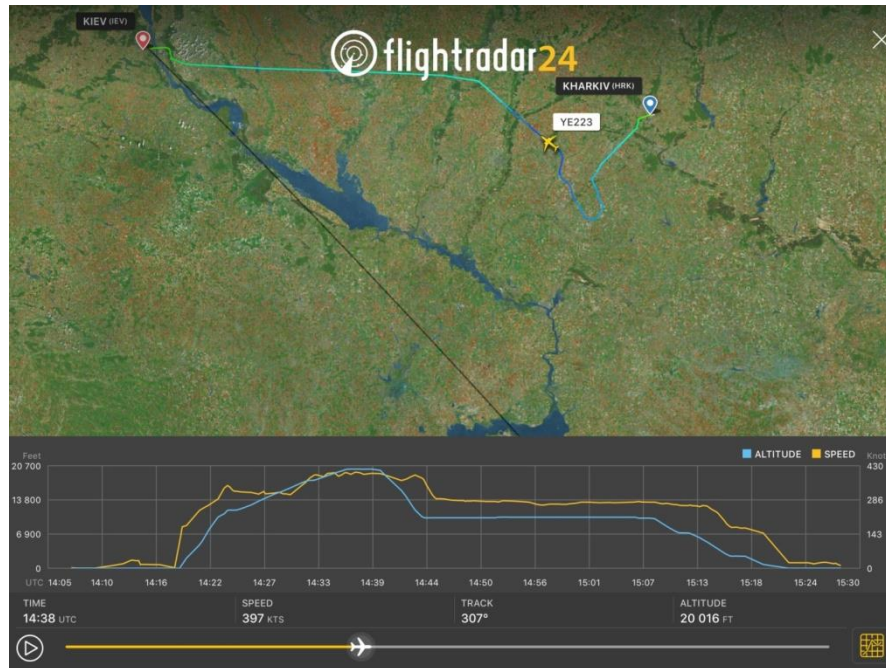 KIEV (IEV)
flightradar24
KHARKIV (HRK)
YE223
ALTITUDE SPEED
Feet Knot
20 700 430
13 800 286
6 900 143
0 0
UTC 14:05 14:10 14:16 14:22 14:27 14:33 14:39 14:44 14:50 14:56 15:01 15:07 15:13 15:18 15:24 15:30
TIME SPEED TRACK ALTITUDE
14:38 UTC 397 KTS 307° 20 016 FT